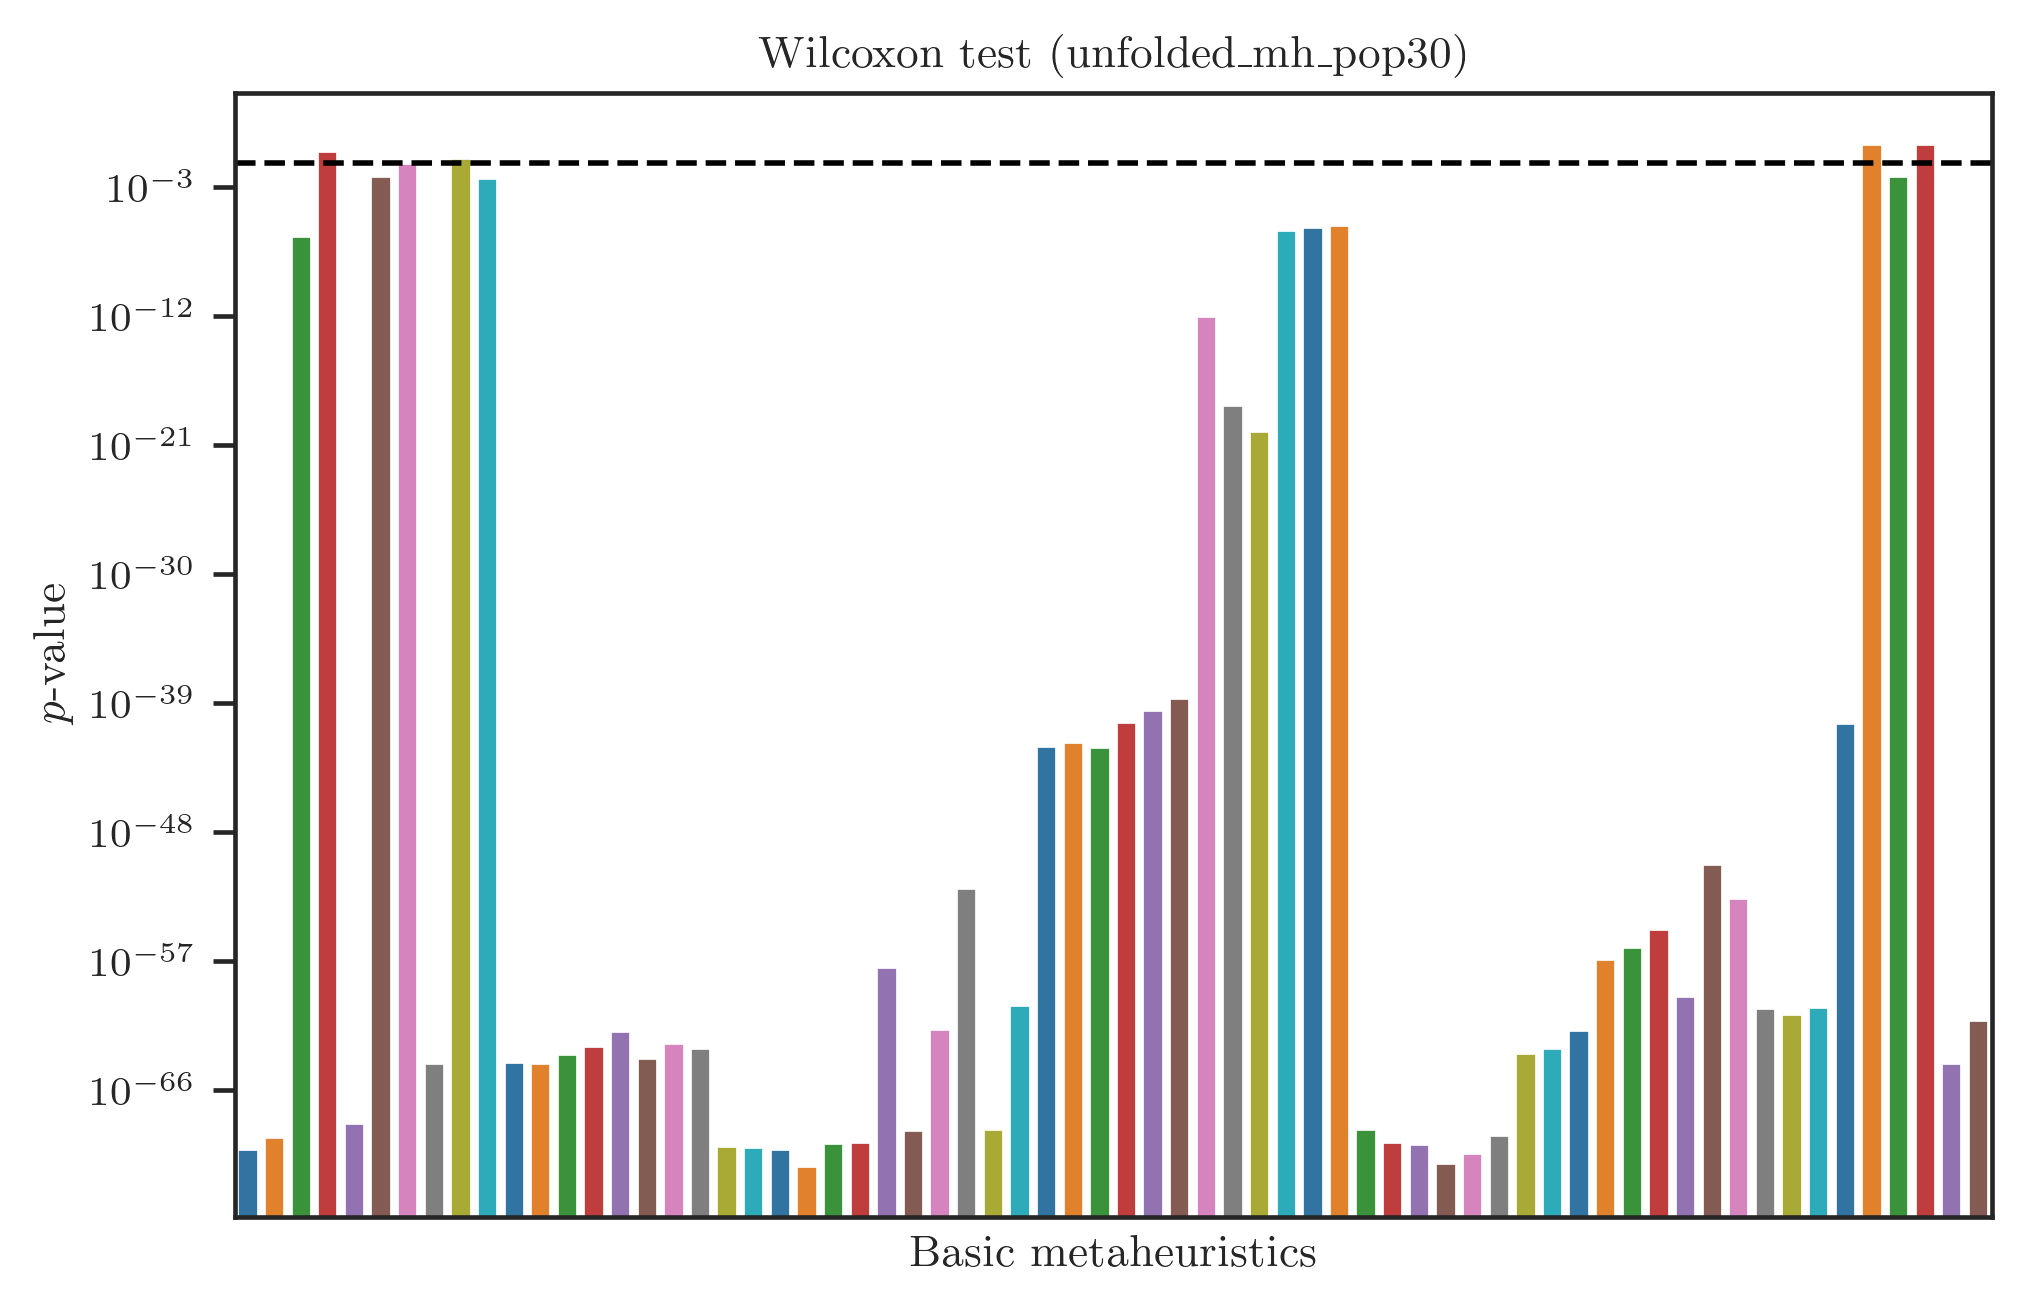 Wilcoxon test (unfolded_mh_pop30)
10⁻³
10⁻¹²
10⁻²¹
10⁻³⁰
10⁻³⁹
10⁻⁴⁸
10⁻⁵⁷
10⁻⁶⁶
p-value
Basic metaheuristics